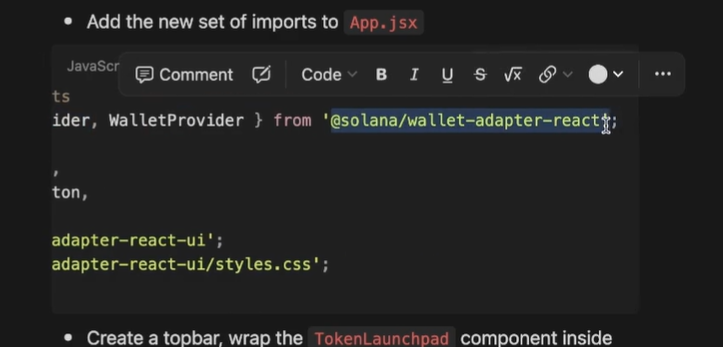 Add the new set of imports to App.jsx
JavaScr
Comment Code B I U S √x
ts
ider, WalletProvider } from '@solana/wallet-adapter-react';
,
ton,
adapter-react-ui';
adapter-react-ui/styles.css';
Create a topbar, wrap the TokenLaunchpad component inside